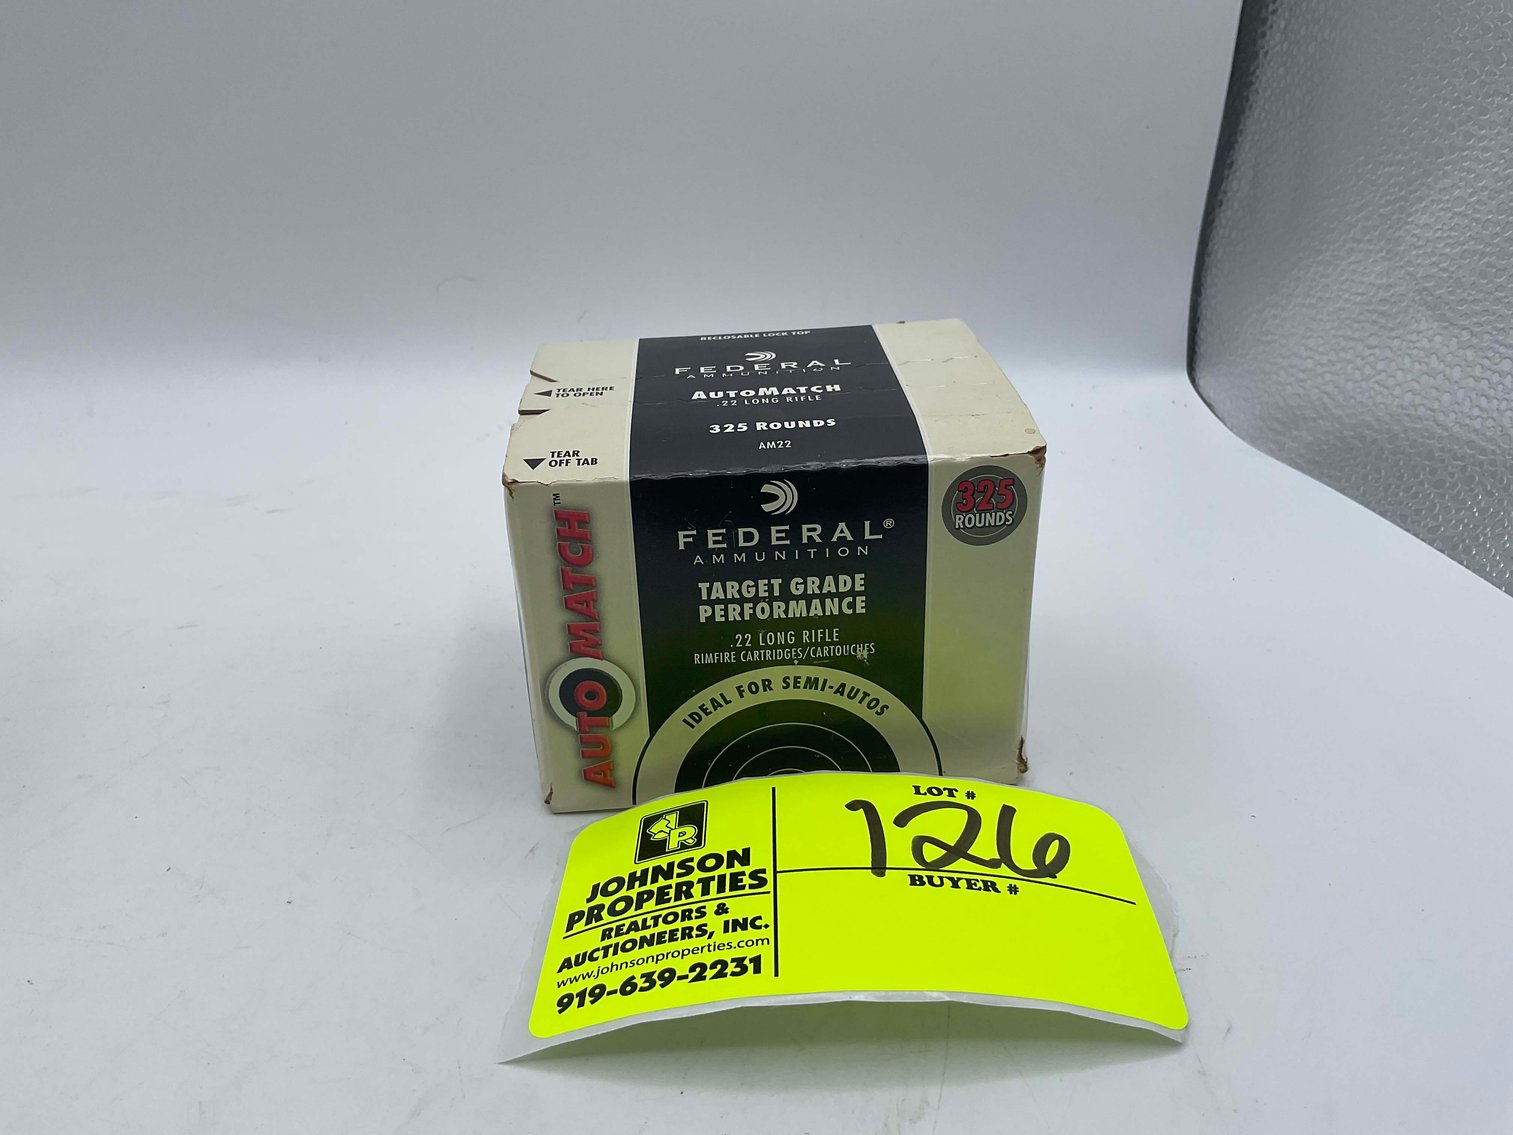 RECLOSABLE LOCK TOP
FEDERAL
AMMUNITION
AUTOMATCH
.22 LONG RIFLE
325 ROUNDS
AM22
TEAR HERE
TO OPEN
TEAR
OFF TAB
AUTOMATCH™
FEDERAL®
AMMUNITION
TARGET GRADE
PERFORMANCE
.22 LONG RIFLE
RIMFIRE CARTRIDGES/CARTOUCHES
IDEAL FOR SEMI-AUTOS
325
ROUNDS
JP
JOHNSON
PROPERTIES
REALTORS &
AUCTIONEERS, INC.
www.johnsonproperties.com
919-639-2231
LOT #
126
BUYER #